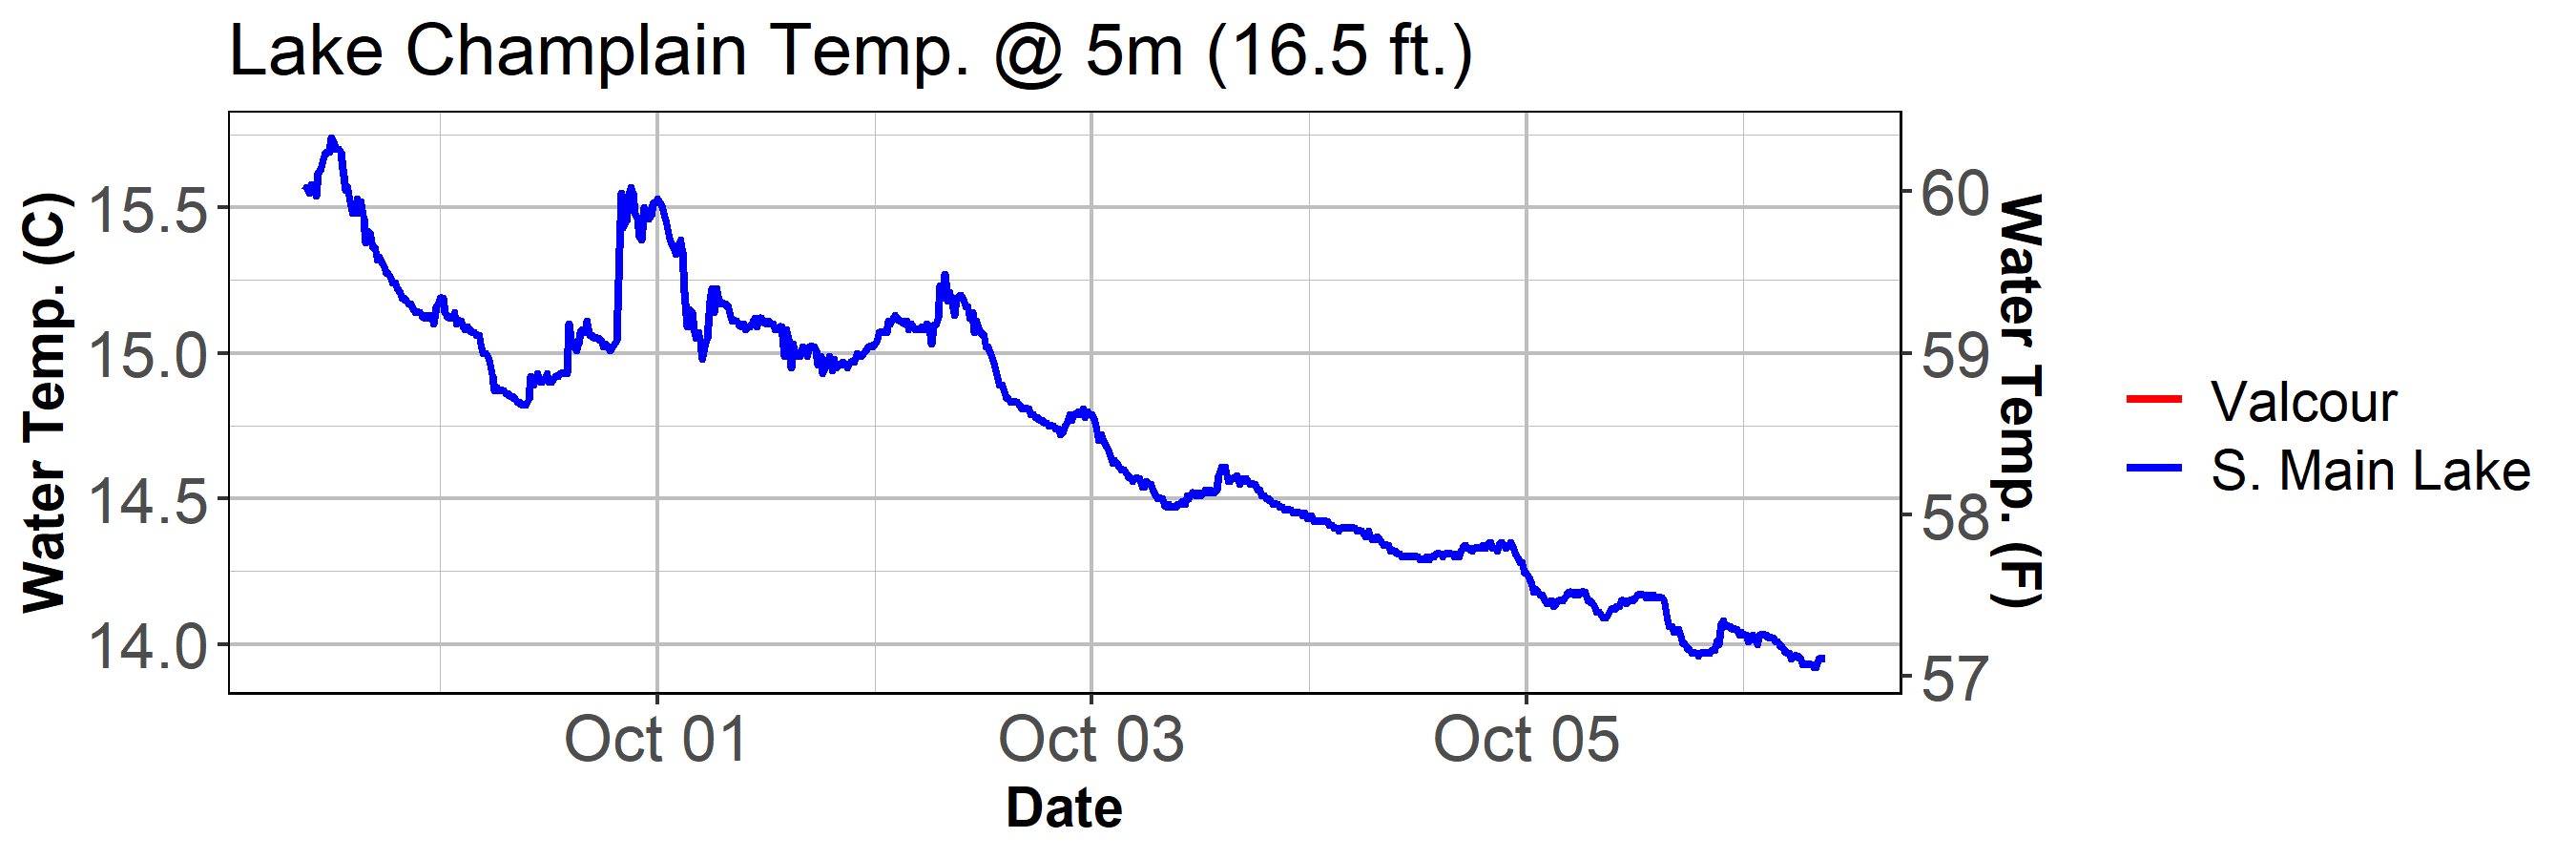 Lake Champlain Temp. @ 5m (16.5 ft.)
Water Temp. (C)
15.5
15.0
14.5
14.0
60
59
58
57
Water Temp. (F)
Oct 01
Oct 03
Oct 05
Date
Valcour
S. Main Lake